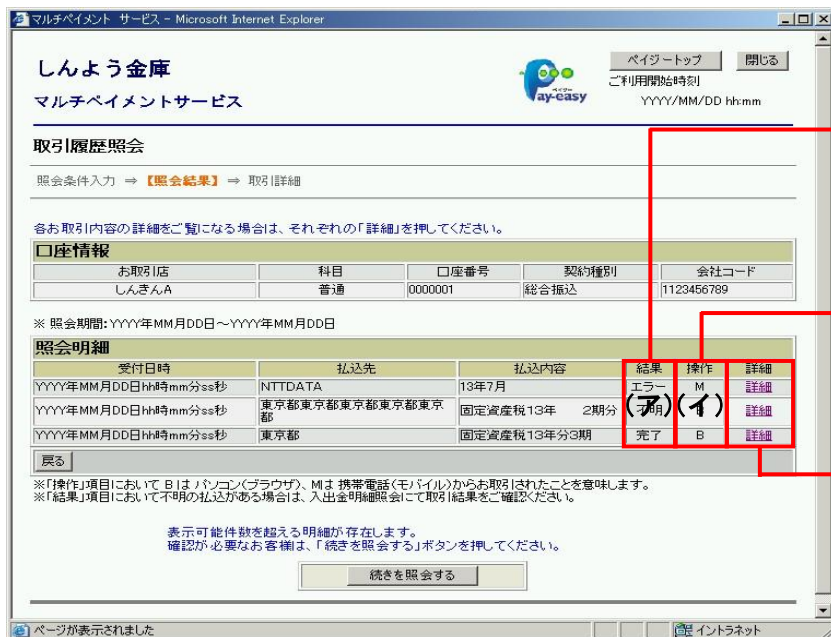 マルチペイメント サービス - Microsoft Internet Explorer
しんよう金庫
マルチペイメントサービス
ペイジー
Pay-easy
ペイジートップ
閉じる
ご利用開始時刻
YYYY/MM/DD hh:mm
取引履歴照会
照会条件入力 ⇒ 【照会結果】 ⇒ 取引詳細
各お取引内容の詳細をご覧になる場合は、それぞれの「詳細」を押してください。
口座情報
お取引店 科目 口座番号 契約種別 会社コード
しんきんA 普通 0000001 総合振込 1123456789
※ 照会期間:YYYY年MM月DD日～YYYY年MM月DD日
照会明細
受付日時 払込先 払込内容 結果 操作 詳細
YYYY年MM月DD日hh時mm分ss秒 NTTDATA 13年7月 エラー M 詳細
YYYY年MM月DD日hh時mm分ss秒 東京都東京都東京都東京都東京都 固定資産税13年 2期分 (ア) (イ) 詳細
YYYY年MM月DD日hh時mm分ss秒 東京都 固定資産税13年分3期 完了 B 詳細
戻る
※「操作」項目において Bは パソコン(ブラウザ)、Mは 携帯電話(モバイル)からお取引されたことを意味します。
※「結果」項目において不明の払込がある場合は、入出金明細照会にて取引結果をご確認ください。
表示可能件数を超える明細が存在します。
確認が必要なお客様は、「続きを照会する」ボタンを押してください。
続きを照会する
ページが表示されました
イントラネット